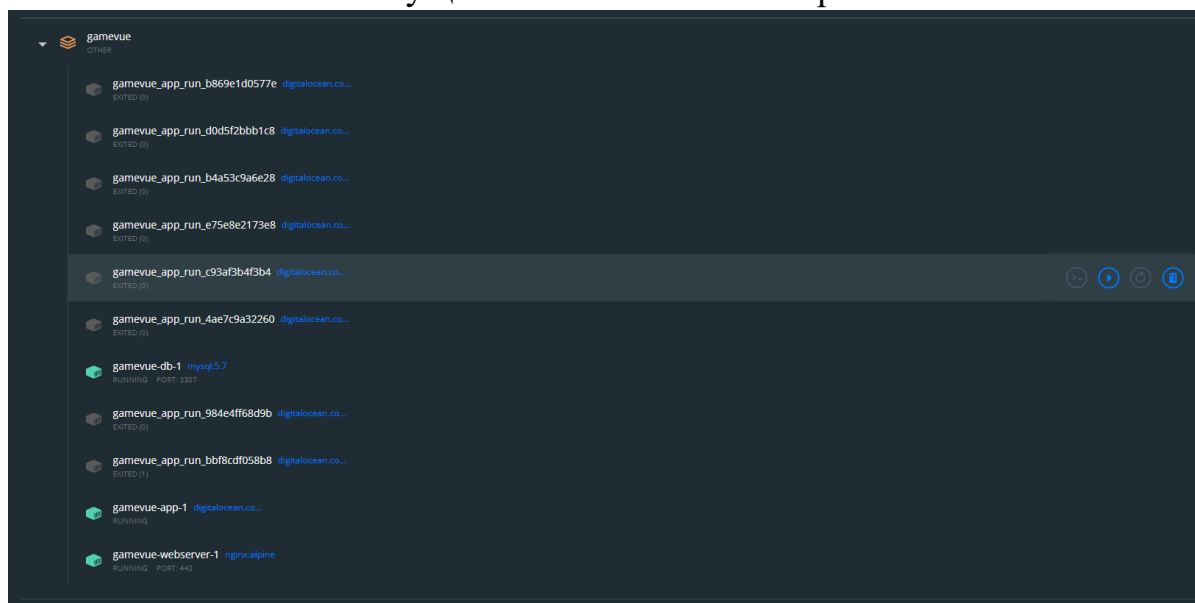 gamevue
OTHER
gamevue_app_run_b869e1d0577e digitalocean.co...
EXITED (0)
gamevue_app_run_d0d5f2bbb1c8 digitalocean.co...
EXITED (0)
gamevue_app_run_b4a53c9a6e28 digitalocean.co...
EXITED (0)
gamevue_app_run_e75e8e2173e8 digitalocean.co...
EXITED (0)
gamevue_app_run_c93af3b4f3b4 digitalocean.co...
EXITED (0)
gamevue_app_run_4ae7c9a32260 digitalocean.co...
EXITED (0)
gamevue-db-1 mysql:5.7
RUNNING PORT: 3307
gamevue_app_run_984e4ff68d9b digitalocean.co...
EXITED (0)
gamevue_app_run_bbf8cdf058b8 digitalocean.co...
EXITED (1)
gamevue-app-1 digitalocean.co...
RUNNING
gamevue-webserver-1 nginx:alpine
RUNNING PORT: 443